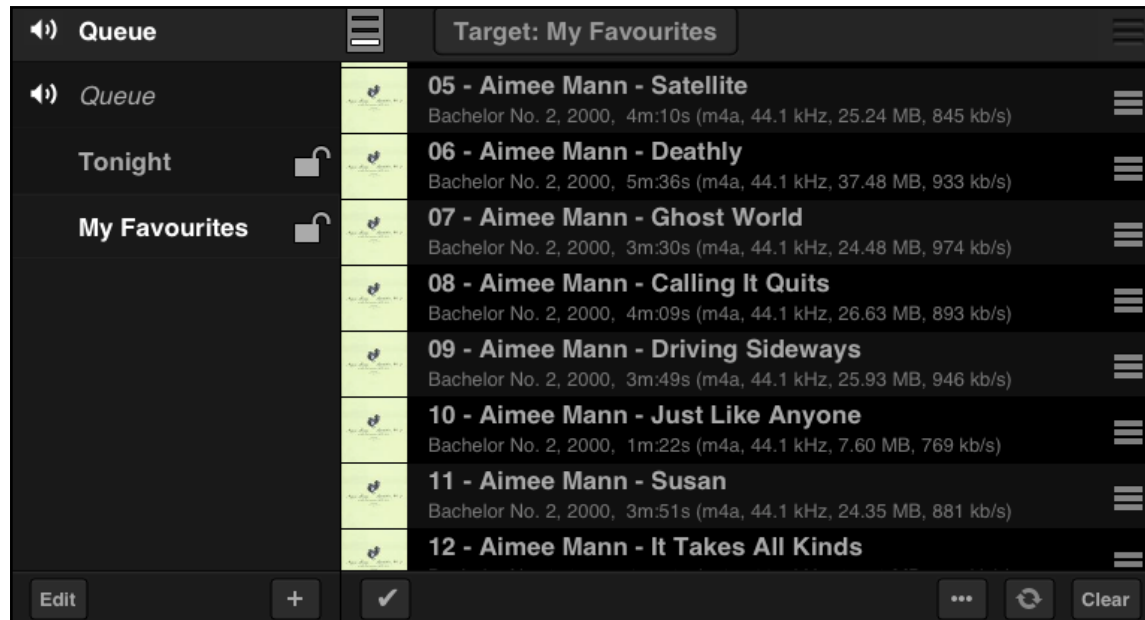 Queue
Target: My Favourites
Queue
Tonight
My Favourites
05 - Aimee Mann - Satellite
Bachelor No. 2, 2000, 4m:10s (m4a, 44.1 kHz, 25.24 MB, 845 kb/s)
06 - Aimee Mann - Deathly
Bachelor No. 2, 2000, 5m:36s (m4a, 44.1 kHz, 37.48 MB, 933 kb/s)
07 - Aimee Mann - Ghost World
Bachelor No. 2, 2000, 3m:30s (m4a, 44.1 kHz, 24.48 MB, 974 kb/s)
08 - Aimee Mann - Calling It Quits
Bachelor No. 2, 2000, 4m:09s (m4a, 44.1 kHz, 26.63 MB, 893 kb/s)
09 - Aimee Mann - Driving Sideways
Bachelor No. 2, 2000, 3m:49s (m4a, 44.1 kHz, 25.93 MB, 946 kb/s)
10 - Aimee Mann - Just Like Anyone
Bachelor No. 2, 2000, 1m:22s (m4a, 44.1 kHz, 7.60 MB, 769 kb/s)
11 - Aimee Mann - Susan
Bachelor No. 2, 2000, 3m:51s (m4a, 44.1 kHz, 24.35 MB, 881 kb/s)
12 - Aimee Mann - It Takes All Kinds
Edit
Clear